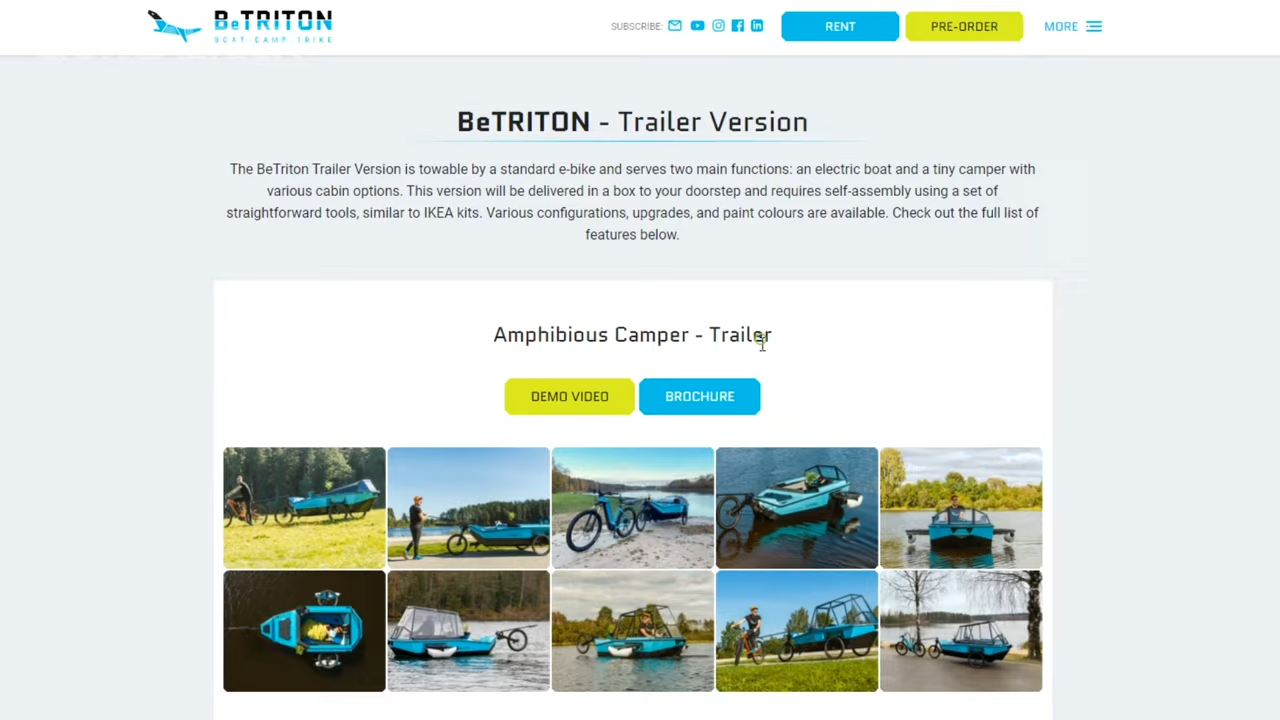 BeTRITON
BOAT·CAMP·TRIKE
SUBSCRIBE:
RENT
PRE-ORDER
MORE
BeTRITON - Trailer Version
The BeTriton Trailer Version is towable by a standard e-bike and serves two main functions: an electric boat and a tiny camper with
various cabin options. This version will be delivered in a box to your doorstep and requires self-assembly using a set of
straightforward tools, similar to IKEA kits. Various configurations, upgrades, and paint colours are available. Check out the full list of
features below.
Amphibious Camper - Trailer
DEMO VIDEO
BROCHURE